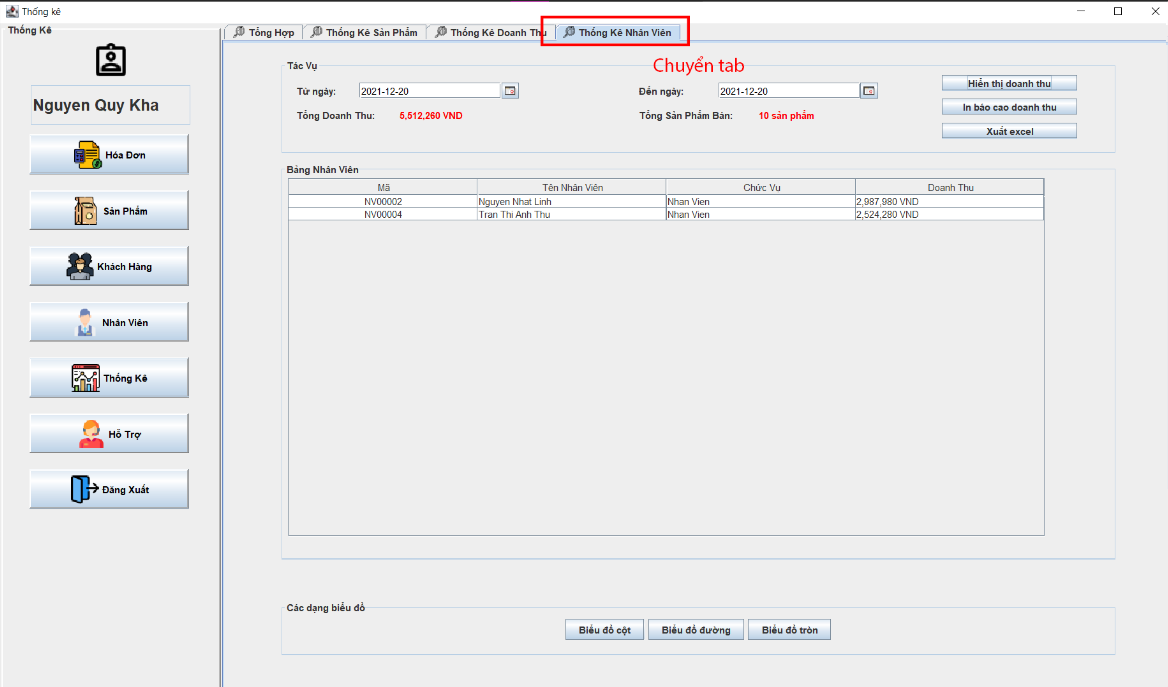 Thống kê
Thống Kê
Nguyen Quy Kha
Hóa Đơn
Sản Phẩm
Khách Hàng
Nhân Viên
Thống Kê
Hỗ Trợ
Đăng Xuất
Tổng Hợp Thống Kê Sản Phẩm Thống Kê Doanh Thu Thống Kê Nhân Viên
Chuyển tab
Tác Vụ
Từ ngày: 2021-12-20 Đến ngày: 2021-12-20
Tổng Doanh Thu: 5,512,260 VND Tổng Sản Phẩm Bán: 10 sản phẩm
Hiển thị doanh thu
In báo cáo doanh thu
Xuất excel
Bảng Nhân Viên
Mã Tên Nhân Viên Chức Vụ Doanh Thu
NV00002 Nguyen Nhat Linh Nhan Vien 2,987,980 VND
NV00004 Tran Thi Anh Thu Nhan Vien 2,524,280 VND
Các dạng biểu đồ
Biểu đồ cột Biểu đồ đường Biểu đồ tròn